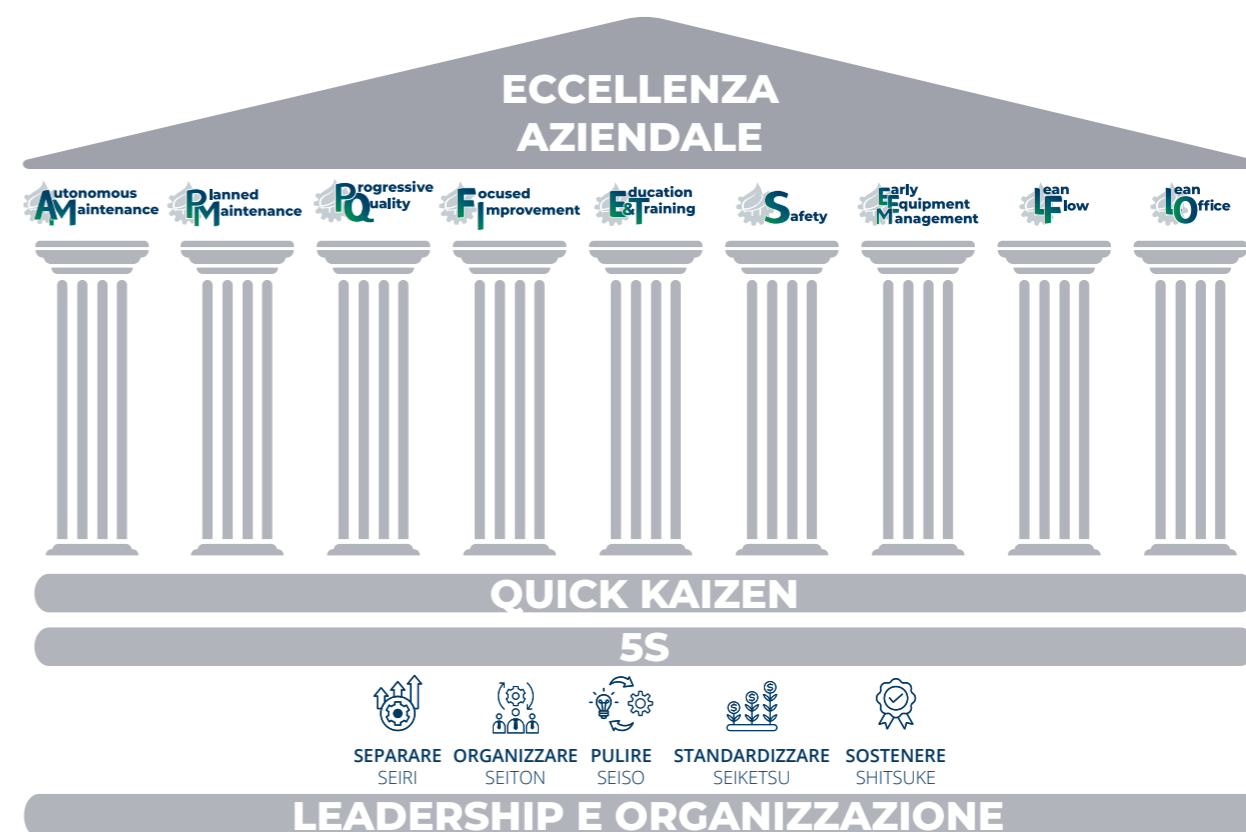 ECCELLENZA
AZIENDALE
Autonomous
Maintenance
Planned
Maintenance
Progressive
Quality
Focused
Improvement
Education
& Training
Safety
Early
Equipment
Management
Lean
Flow
Lean
Office
QUICK KAIZEN
5S
SEPARARE ORGANIZZARE PULIRE STANDARDIZZARE SOSTENERE
SEIRI SEITON SEISO SEIKETSU SHITSUKE
LEADERSHIP E ORGANIZZAZIONE